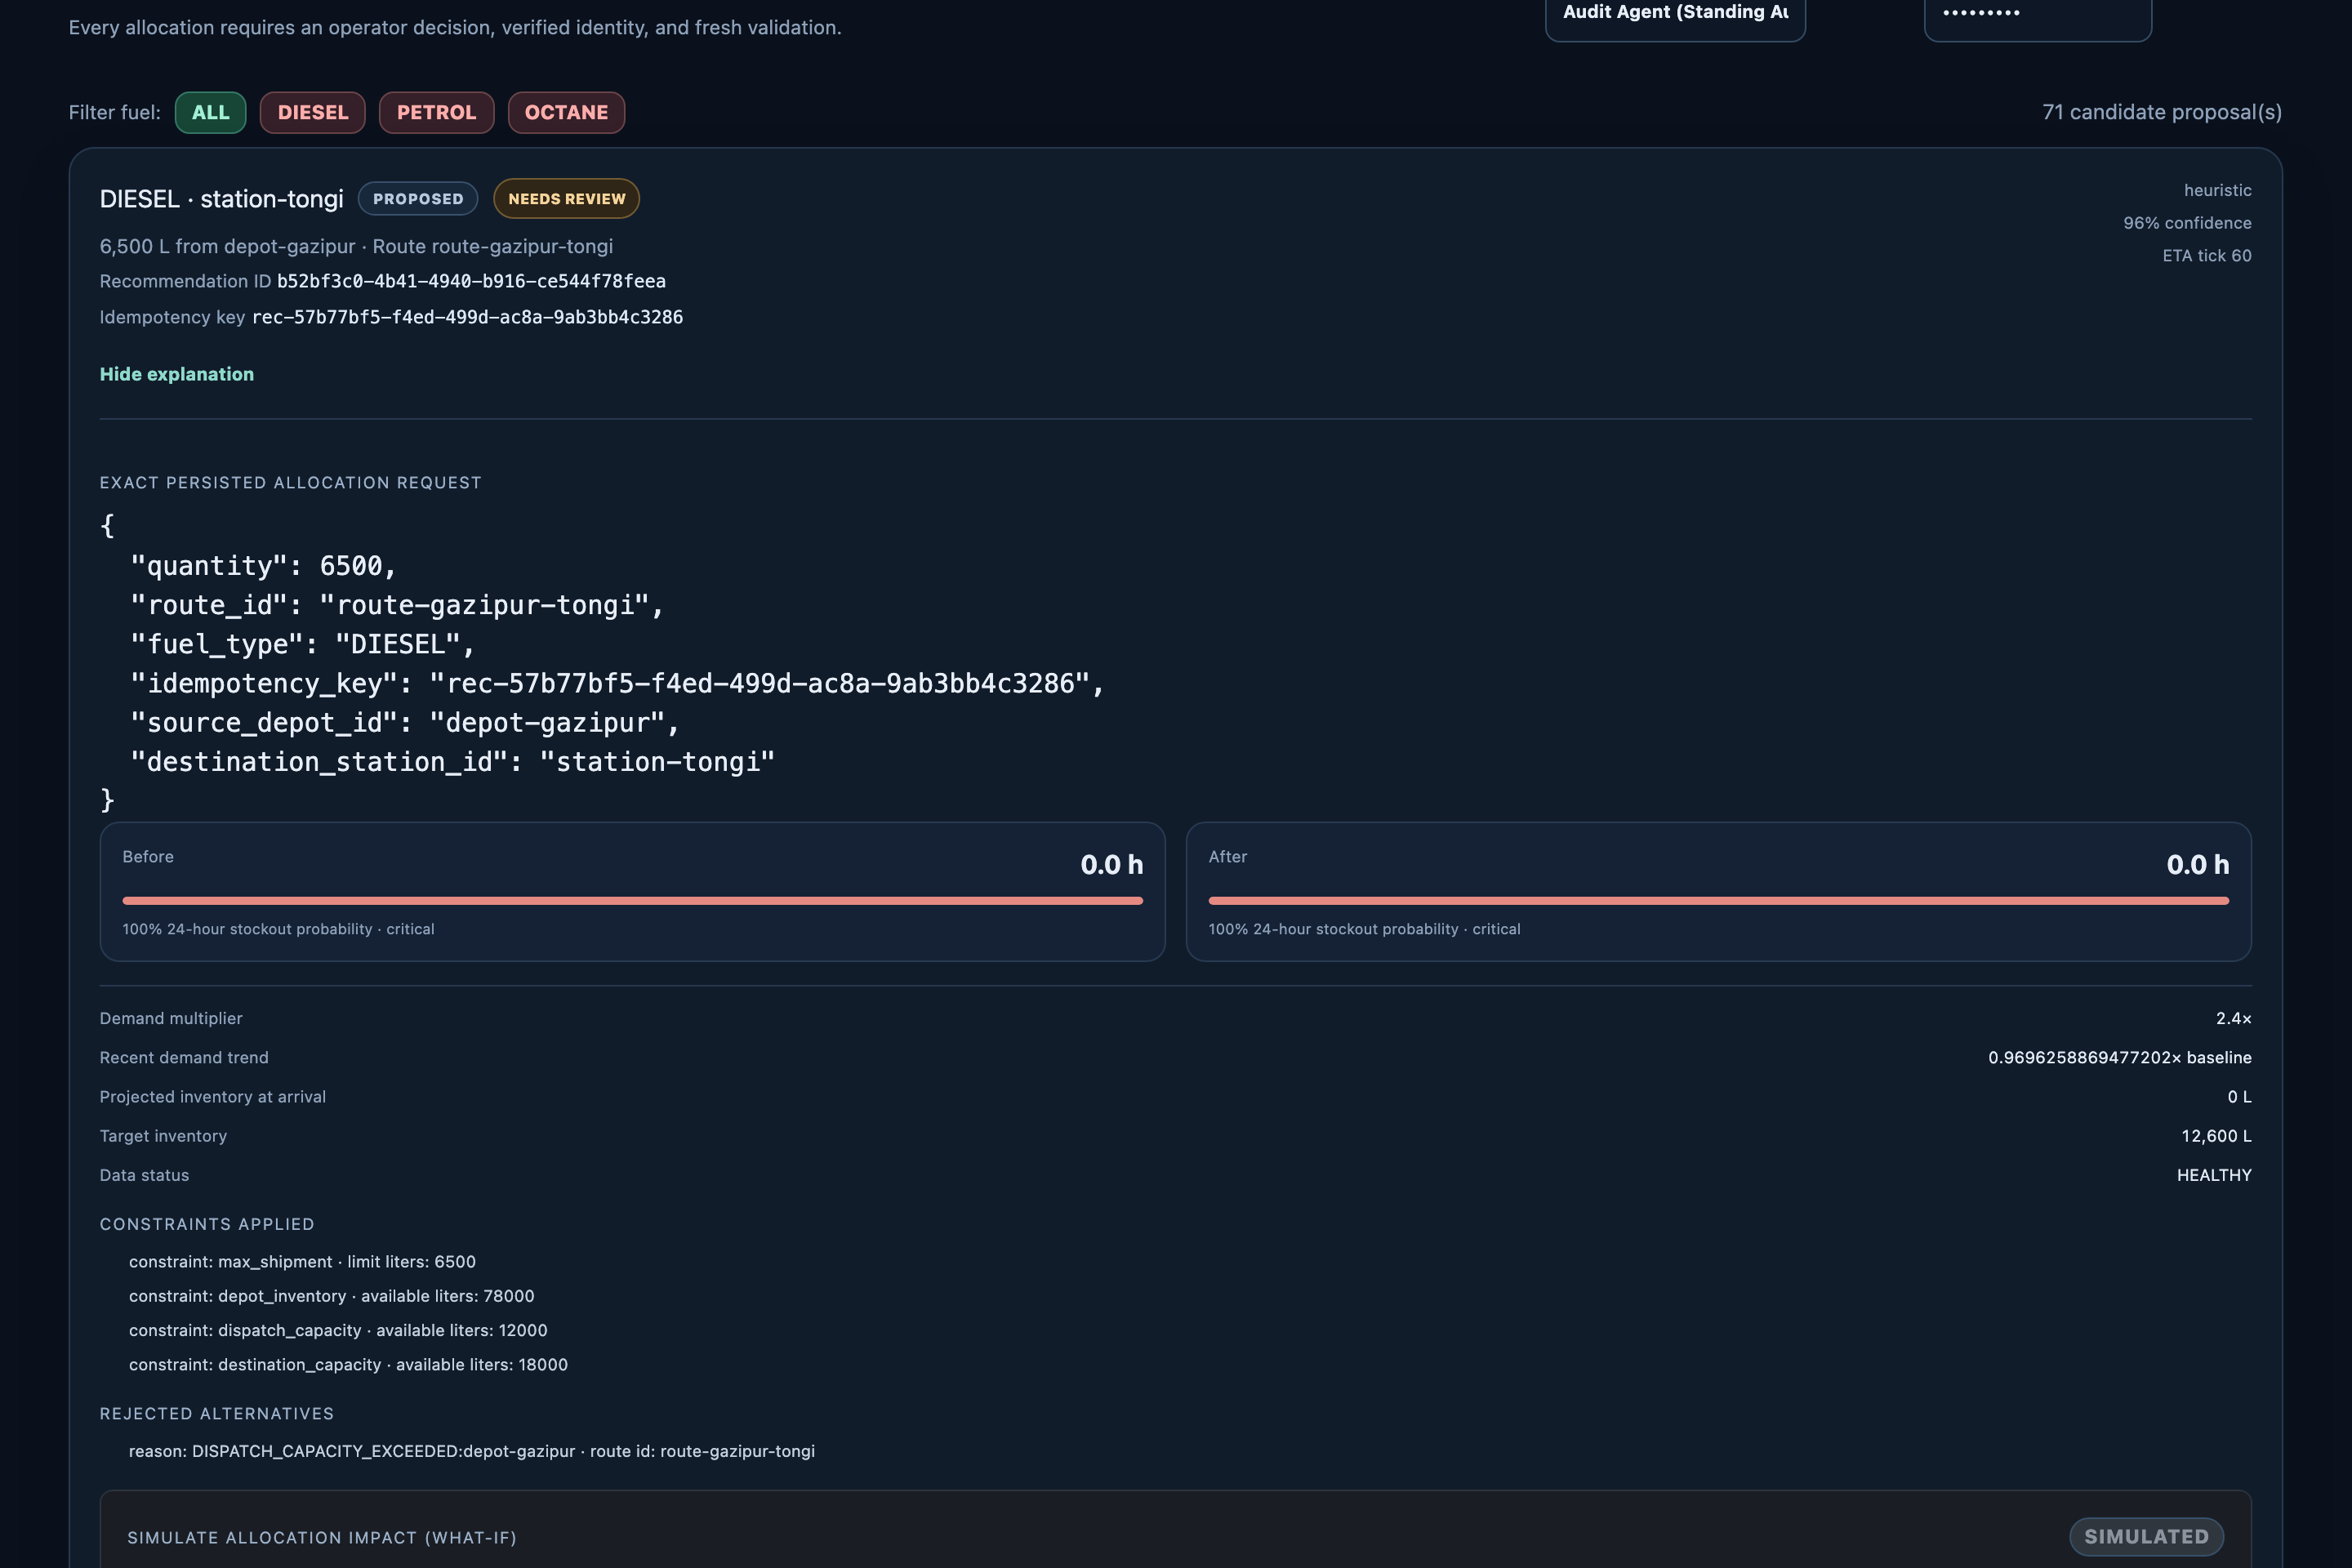 Every allocation requires an operator decision, verified identity, and fresh validation.
Audit Agent (Standing Au
•••••••••
Filter fuel: ALL DIESEL PETROL OCTANE
71 candidate proposal(s)
DIESEL · station-tongi PROPOSED NEEDS REVIEW
heuristic
96% confidence
ETA tick 60
6,500 L from depot-gazipur · Route route-gazipur-tongi
Recommendation ID b52bf3c0-4b41-4940-b916-ce544f78feea
Idempotency key rec-57b77bf5-f4ed-499d-ac8a-9ab3bb4c3286
Hide explanation
EXACT PERSISTED ALLOCATION REQUEST
{
"quantity": 6500,
"route_id": "route-gazipur-tongi",
"fuel_type": "DIESEL",
"idempotency_key": "rec-57b77bf5-f4ed-499d-ac8a-9ab3bb4c3286",
"source_depot_id": "depot-gazipur",
"destination_station_id": "station-tongi"
}
Before 0.0 h
100% 24-hour stockout probability · critical
After 0.0 h
100% 24-hour stockout probability · critical
Demand multiplier 2.4×
Recent demand trend 0.9696258869477202× baseline
Projected inventory at arrival 0 L
Target inventory 12,600 L
Data status HEALTHY
CONSTRAINTS APPLIED
constraint: max_shipment · limit liters: 6500
constraint: depot_inventory · available liters: 78000
constraint: dispatch_capacity · available liters: 12000
constraint: destination_capacity · available liters: 18000
REJECTED ALTERNATIVES
reason: DISPATCH_CAPACITY_EXCEEDED:depot-gazipur · route id: route-gazipur-tongi
SIMULATE ALLOCATION IMPACT (WHAT-IF) SIMULATED